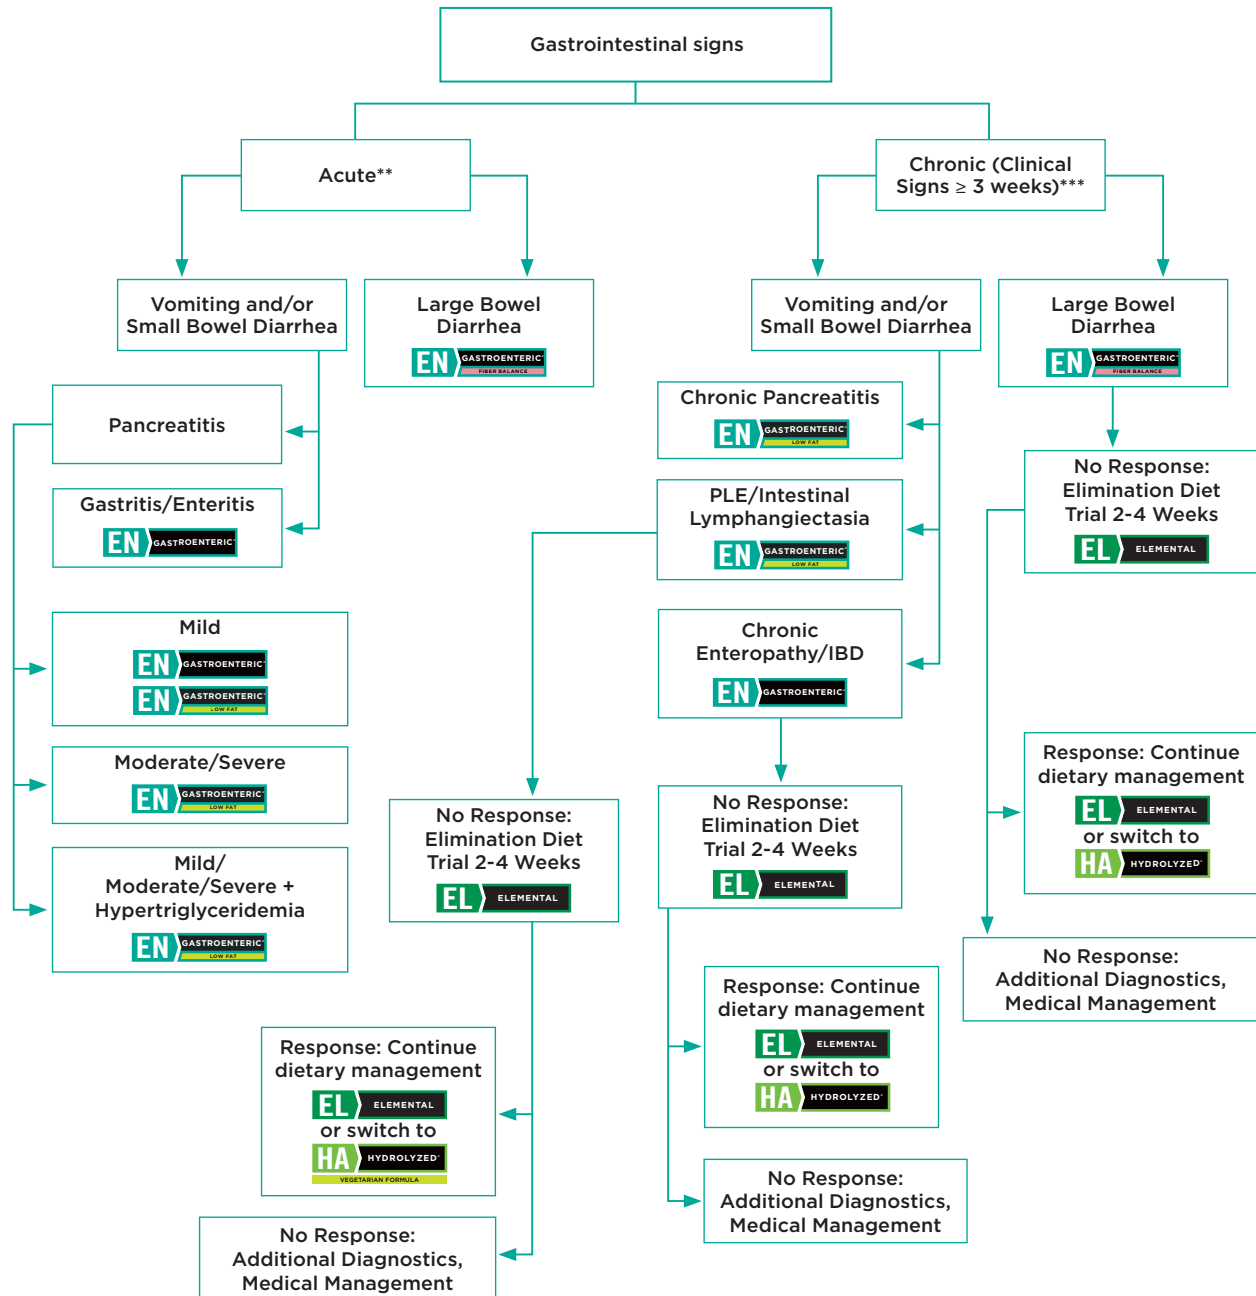 Gastrointestinal signs
Acute**
Chronic (Clinical
Signs ≥ 3 weeks)***
Vomiting and/or
Small Bowel Diarrhea
Large Bowel
Diarrhea
EN GASTROENTERIC
FIBER BALANCE
Vomiting and/or
Small Bowel Diarrhea
Large Bowel
Diarrhea
EN GASTROENTERIC
FIBER BALANCE
Pancreatitis
Gastritis/Enteritis
EN GASTROENTERIC
Mild
EN GASTROENTERIC
EN GASTROENTERIC
LOW FAT
Moderate/Severe
EN GASTROENTERIC
LOW FAT
Mild/
Moderate/Severe +
Hypertriglyceridemia
EN GASTROENTERIC
LOW FAT
Chronic Pancreatitis
EN GASTROENTERIC
LOW FAT
PLE/Intestinal
Lymphangiectasia
EN GASTROENTERIC
LOW FAT
Chronic
Enteropathy/IBD
EN GASTROENTERIC
No Response:
Elimination Diet
Trial 2-4 Weeks
EL ELEMENTAL
Response: Continue
dietary management
EL ELEMENTAL
or switch to
HA HYDROLYZED
VEGETARIAN FORMULA
No Response:
Additional Diagnostics,
Medical Management
No Response:
Elimination Diet
Trial 2-4 Weeks
EL ELEMENTAL
Response: Continue
dietary management
EL ELEMENTAL
or switch to
HA HYDROLYZED
No Response:
Additional Diagnostics,
Medical Management
No Response:
Elimination Diet
Trial 2-4 Weeks
EL ELEMENTAL
Response: Continue
dietary management
EL ELEMENTAL
or switch to
HA HYDROLYZED
No Response:
Additional Diagnostics,
Medical Management